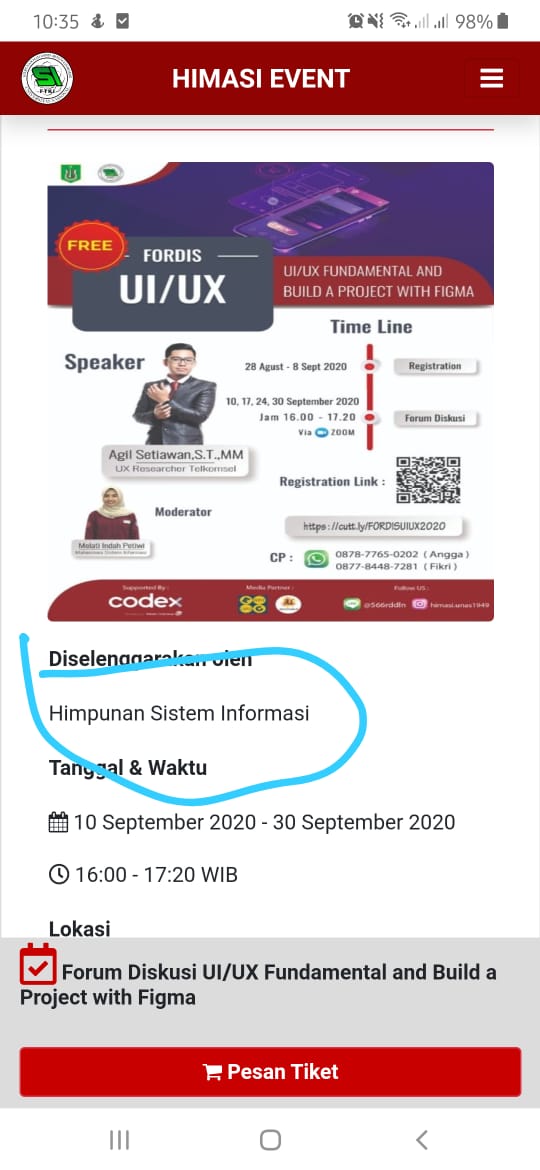 10:35
98%
HIMASI EVENT
FREE
FORDIS
UI/UX
UI/UX FUNDAMENTAL AND
BUILD A PROJECT WITH FIGMA
Time Line
Speaker
28 Agust - 8 Sept 2020
Registration
10, 17, 24, 30 September 2020
Jam 16.00 - 17.20
Forum Diskusi
Via ZOOM
Agil Setiawan,S.T.,MM
UX Researcher Telkomsel
Registration Link :
Moderator
https://cutt.ly/FORDISUIUX2020
Melati Indah Petiwi
Mahasiswa Sistem Informasi
CP :
0878-7765-0202 ( Angga )
0877-8448-7281 ( Fikri )
Supported By :
Media Partner :
Follow US :
codex
@566rddln
himasi.unas1949
Diselenggarakan oleh
Himpunan Sistem Informasi
Tanggal & Waktu
10 September 2020 - 30 September 2020
16:00 - 17:20 WIB
Lokasi
Forum Diskusi UI/UX Fundamental and Build a
Project with Figma
Pesan Tiket